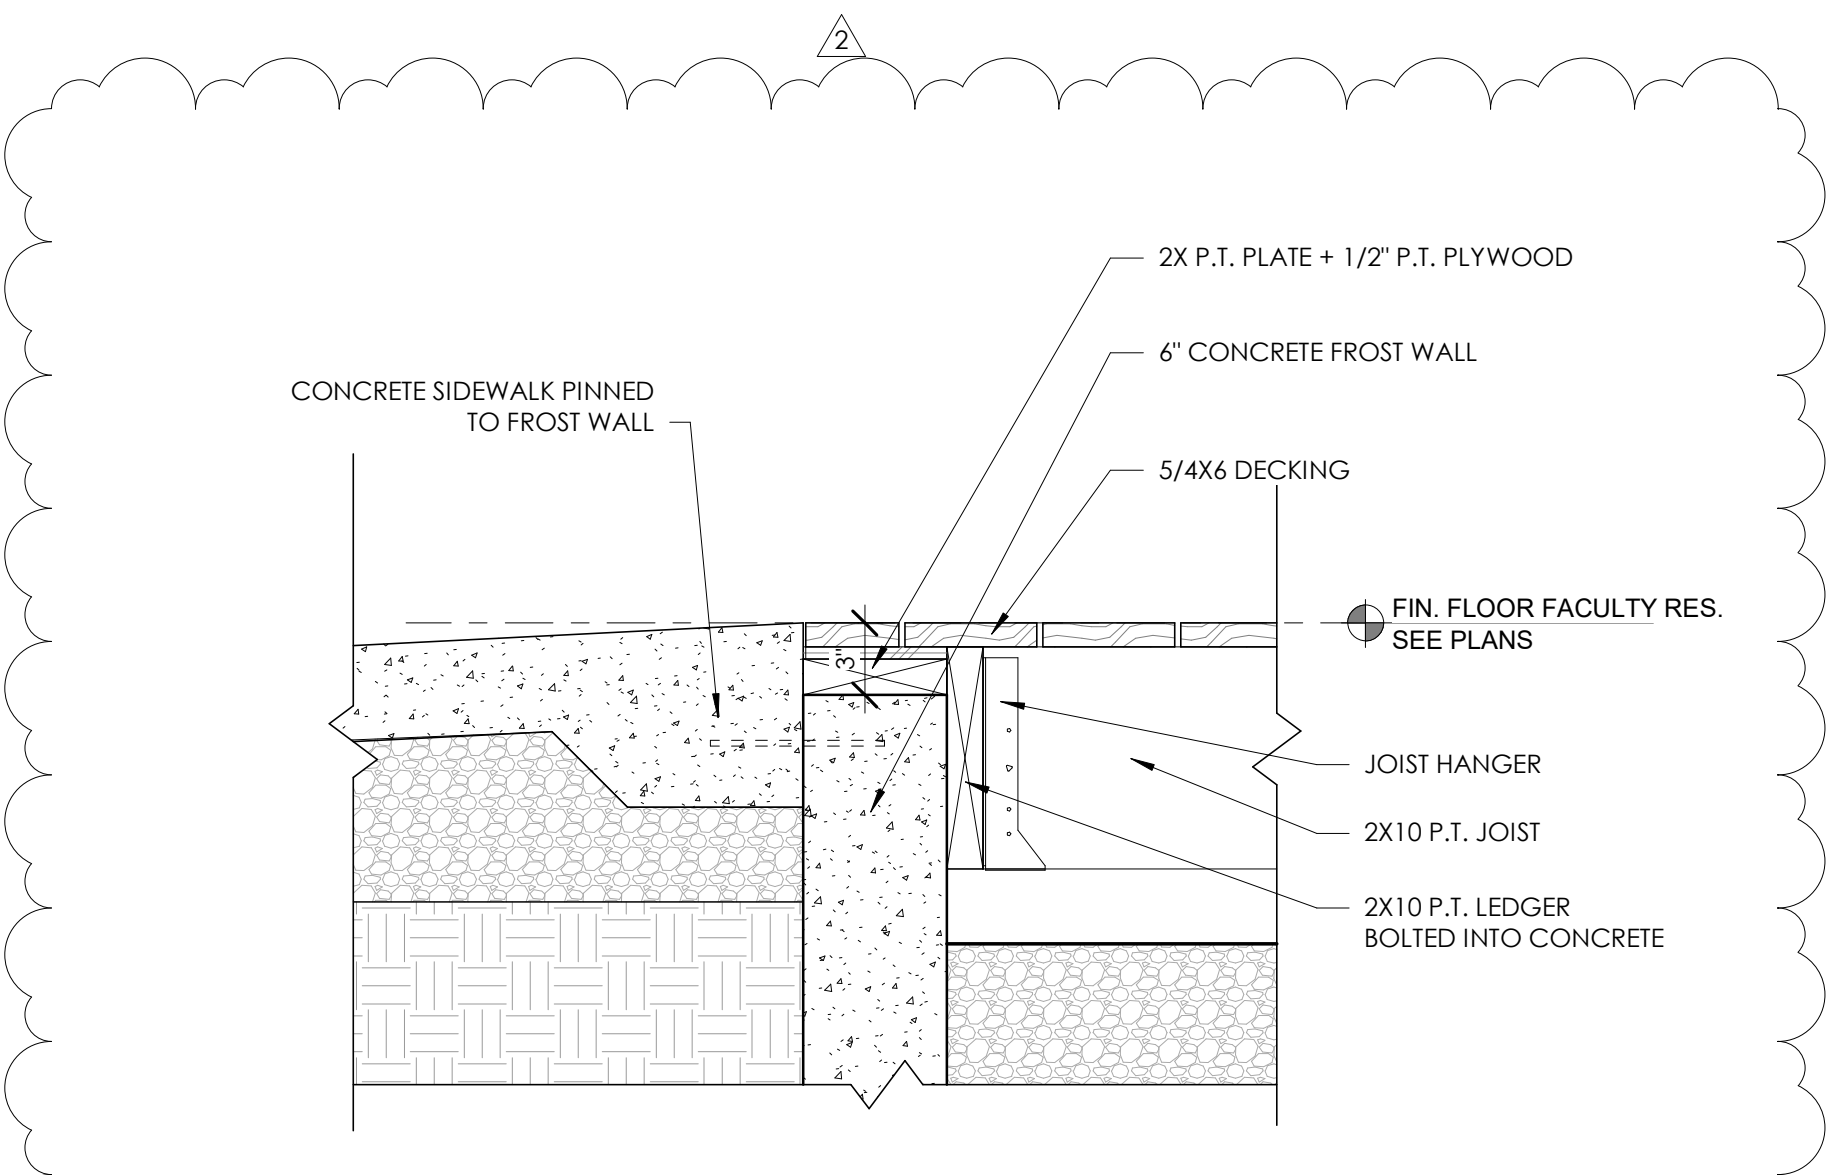 2
2X P.T. PLATE + 1/2" P.T. PLYWOOD
6" CONCRETE FROST WALL
CONCRETE SIDEWALK PINNED
TO FROST WALL
5/4X6 DECKING
FIN. FLOOR FACULTY RES.
SEE PLANS
3"
JOIST HANGER
2X10 P.T. JOIST
2X10 P.T. LEDGER
BOLTED INTO CONCRETE